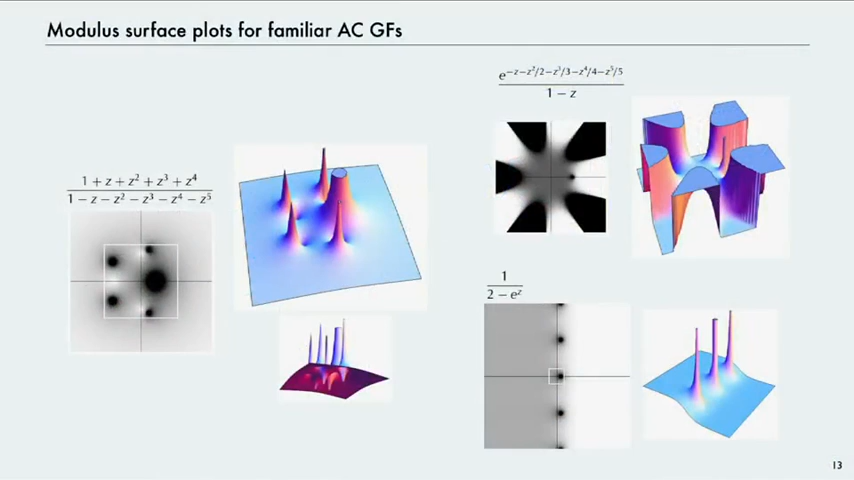 Modulus surface plots for familiar AC GFs
e^{−z−z²/2−z³/3−z⁴/4−z⁵/5}
1 − z
1 + z + z² + z³ + z⁴
1 − z − z² − z³ − z⁴ − z⁵
1
2 − e^z
13